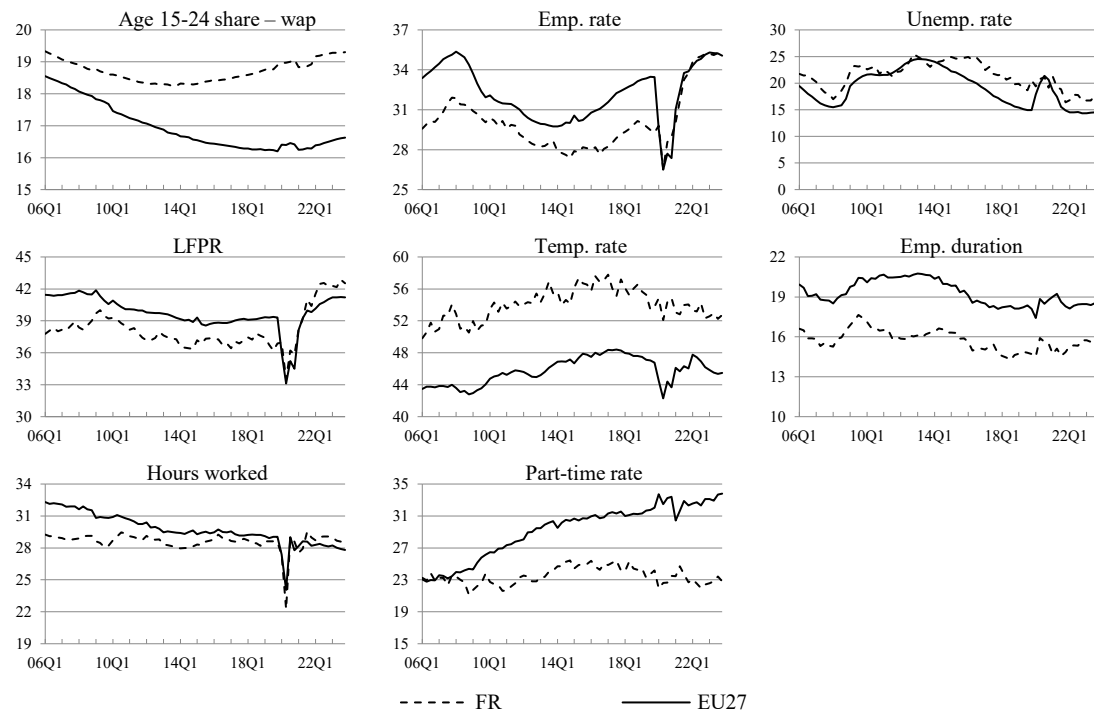 Age 15-24 share – wap
20
19
18
17
16
15
06Q1 10Q1 14Q1 18Q1 22Q1
Emp. rate
37
34
31
28
25
06Q1 10Q1 14Q1 18Q1 22Q1
Unemp. rate
30
25
20
15
10
5
0
06Q1 10Q1 14Q1 18Q1 22Q1
LFPR
45
42
39
36
33
30
06Q1 10Q1 14Q1 18Q1 22Q1
Temp. rate
60
56
52
48
44
40
06Q1 10Q1 14Q1 18Q1 22Q1
Emp. duration
22
19
16
13
10
06Q1 10Q1 14Q1 18Q1 22Q1
Hours worked
34
31
28
25
22
19
06Q1 10Q1 14Q1 18Q1 22Q1
Part-time rate
35
31
27
23
19
15
06Q1 10Q1 14Q1 18Q1 22Q1
FR EU27